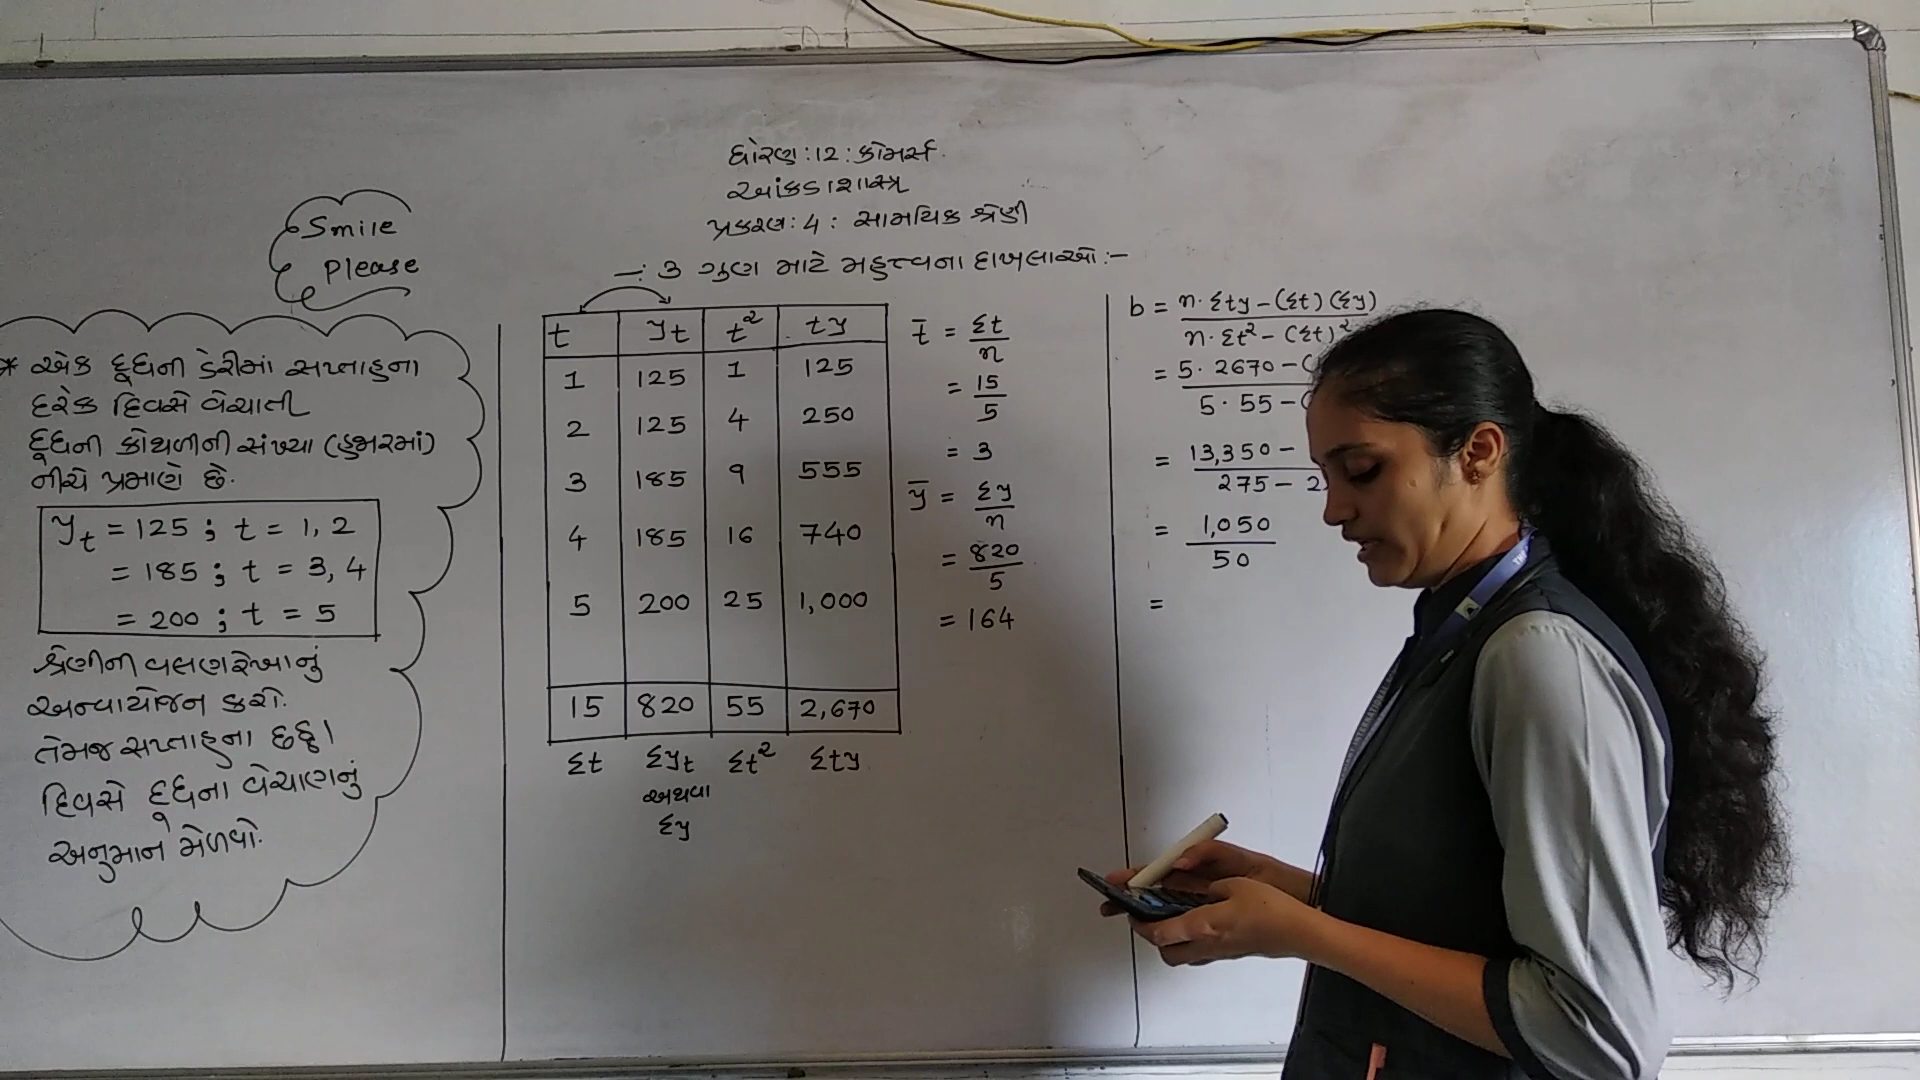 ધોરણ : 12 : કોમર્સ
આંકડાશાસ્ત્ર
પ્રકરણ : 4 : સામયિક શ્રેણી
–: 3 ગુણ માટે મહત્ત્વના દાખલાઓ :–
Smile
Please
* એક દૂધની ડેરીમાં સપ્તાહના
દરેક દિવસે વેચાતી
દૂધની કોથળીની સંખ્યા (હજારમાં)
નીચે પ્રમાણે છે.
yt = 125 ; t = 1, 2
= 185 ; t = 3, 4
= 200 ; t = 5
શ્રેણીની વલણરેખાનું
અન્વાયોજન કરો.
તેમજ સપ્તાહના છઠ્ઠા
દિવસે દૂધના વેચાણનું
અનુમાન મેળવો.
t yt t² ty
1 125 1 125
2 125 4 250
3 185 9 555
4 185 16 740
5 200 25 1,000
15 820 55 2,670
Σt Σyt Σt² Σty
અથવા
Σy
t̄ = Σt / n
= 15 / 5
= 3
ȳ = Σy / n
= 820 / 5
= 164
b = n · Σty – (Σt) (Σy) / n · Σt² – (Σt)²
= 5 · 2670 – ( / 5 · 55 – (
= 13,350 – / 275 – 2
= 1,050 / 50
=